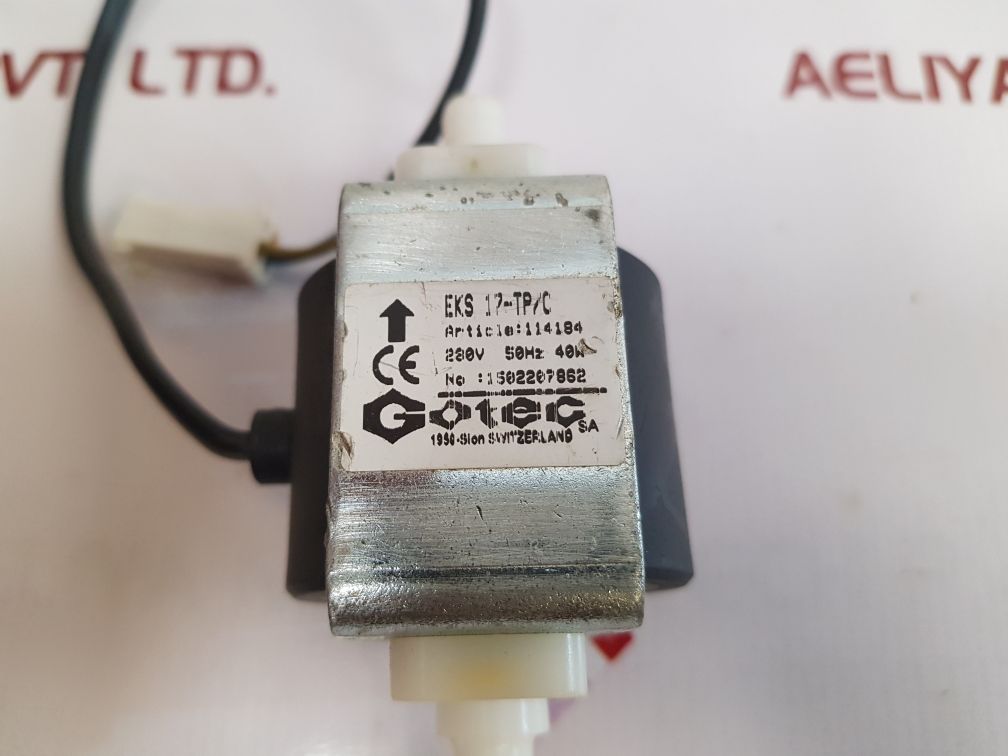 VT. LTD.
AELIYA
EKS 17-TP/C
Article:114184
230V 50Hz 40W
CE
No :1502207862
Gotec SA
1950-Sion SWITZERLAND